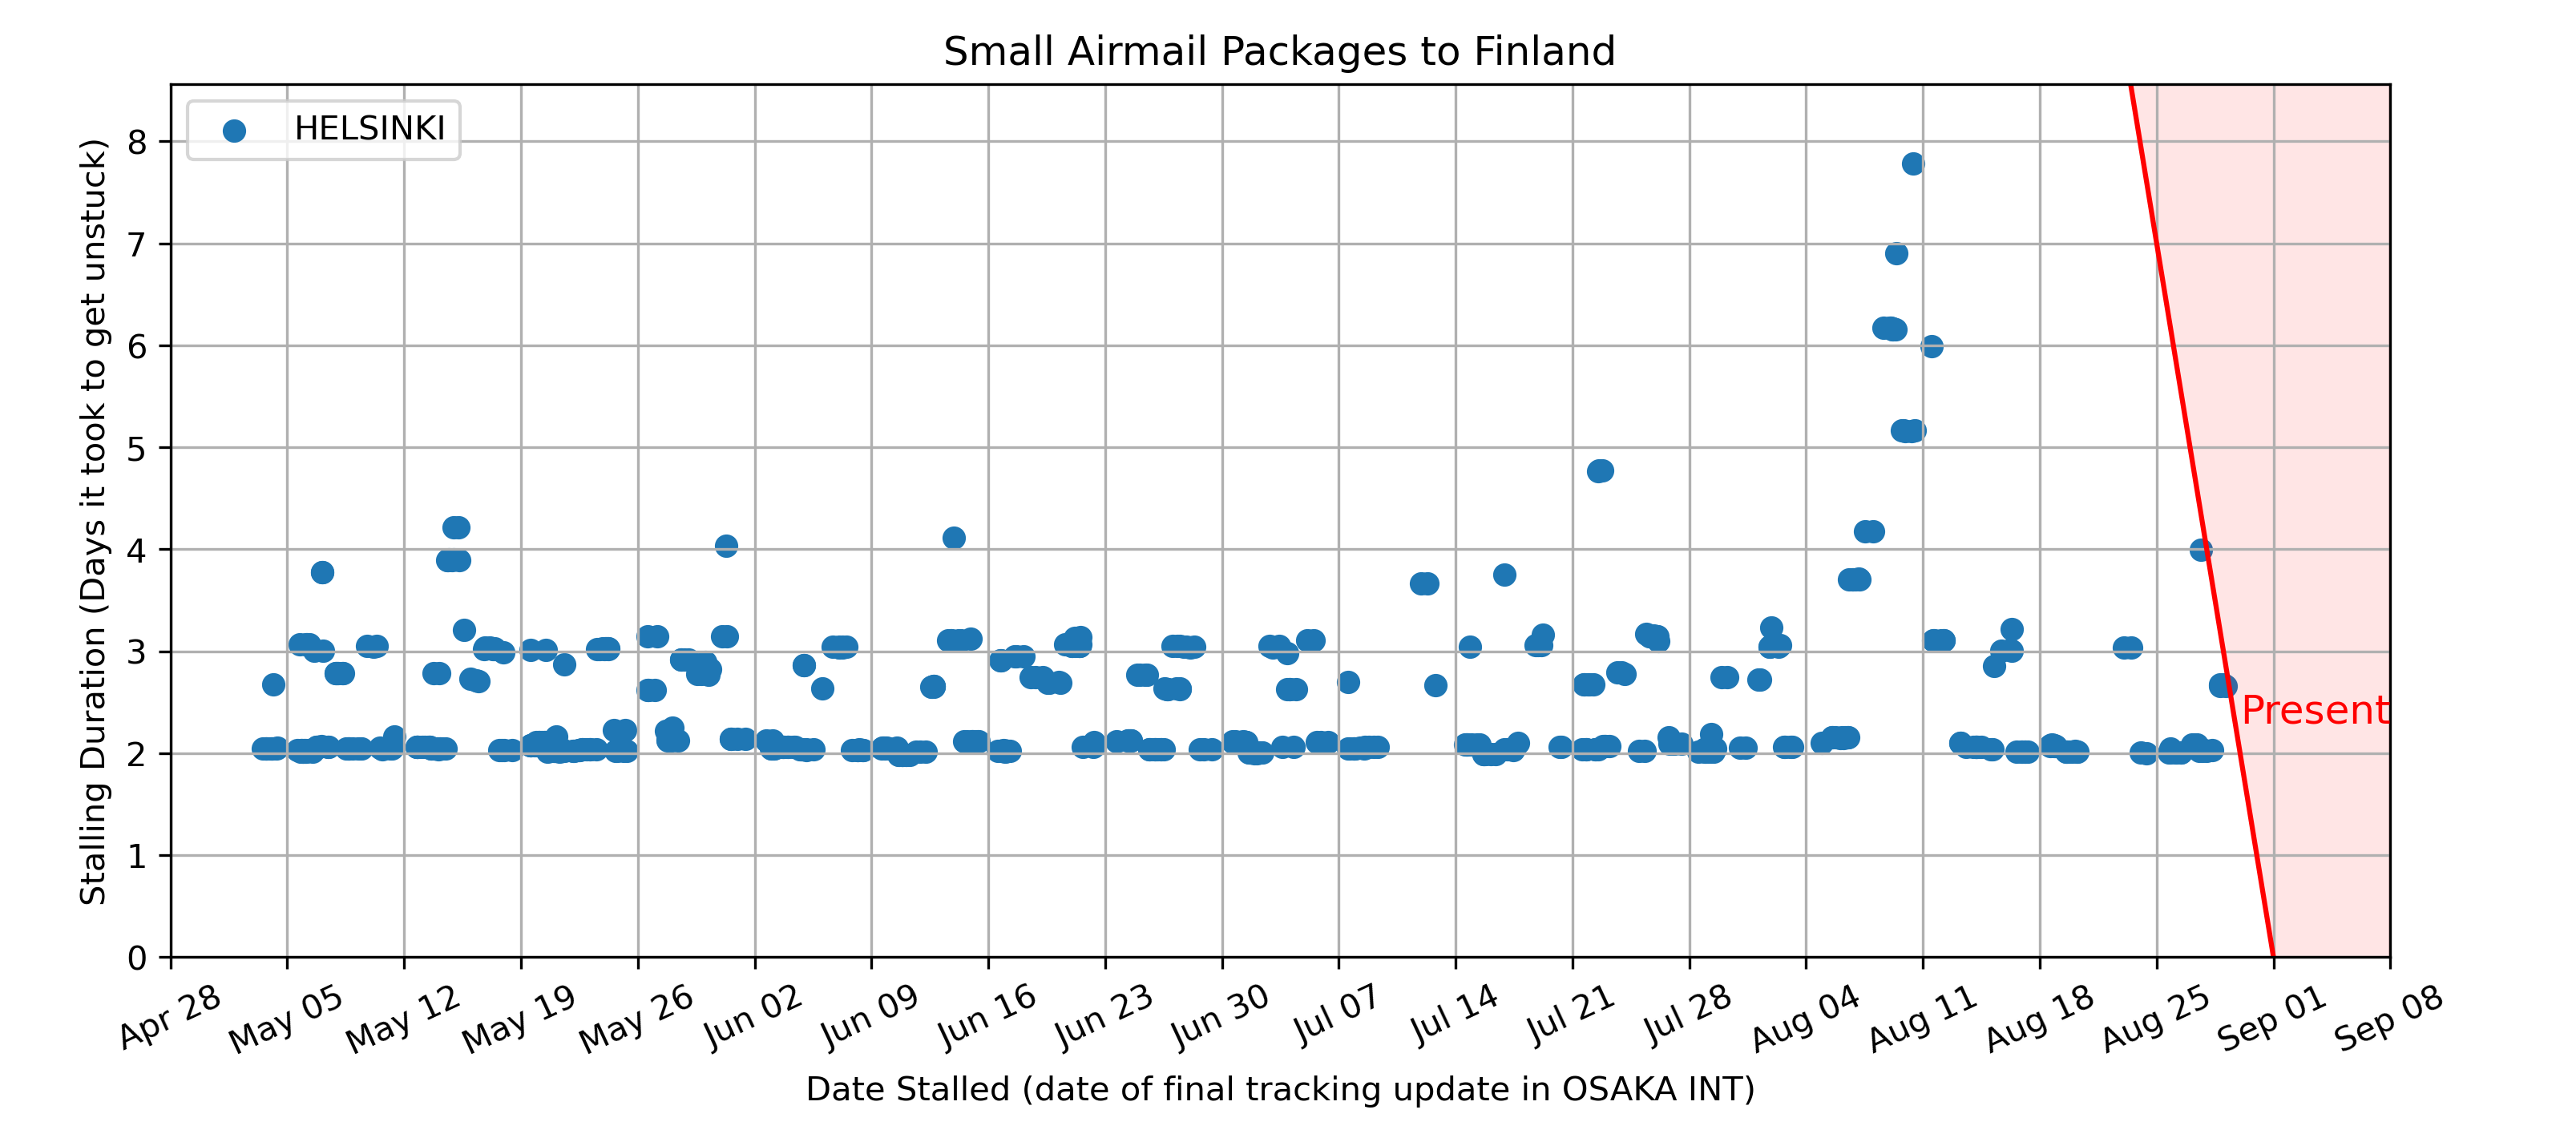 Small Airmail Packages to Finland
HELSINKI
Stalling Duration (Days it took to get unstuck)
8
7
6
5
4
3
2
1
0
Present
Apr 28
May 05
May 12
May 19
May 26
Jun 02
Jun 09
Jun 16
Jun 23
Jun 30
Jul 07
Jul 14
Jul 21
Jul 28
Aug 04
Aug 11
Aug 18
Aug 25
Sep 01
Sep 08
Date Stalled (date of final tracking update in OSAKA INT)